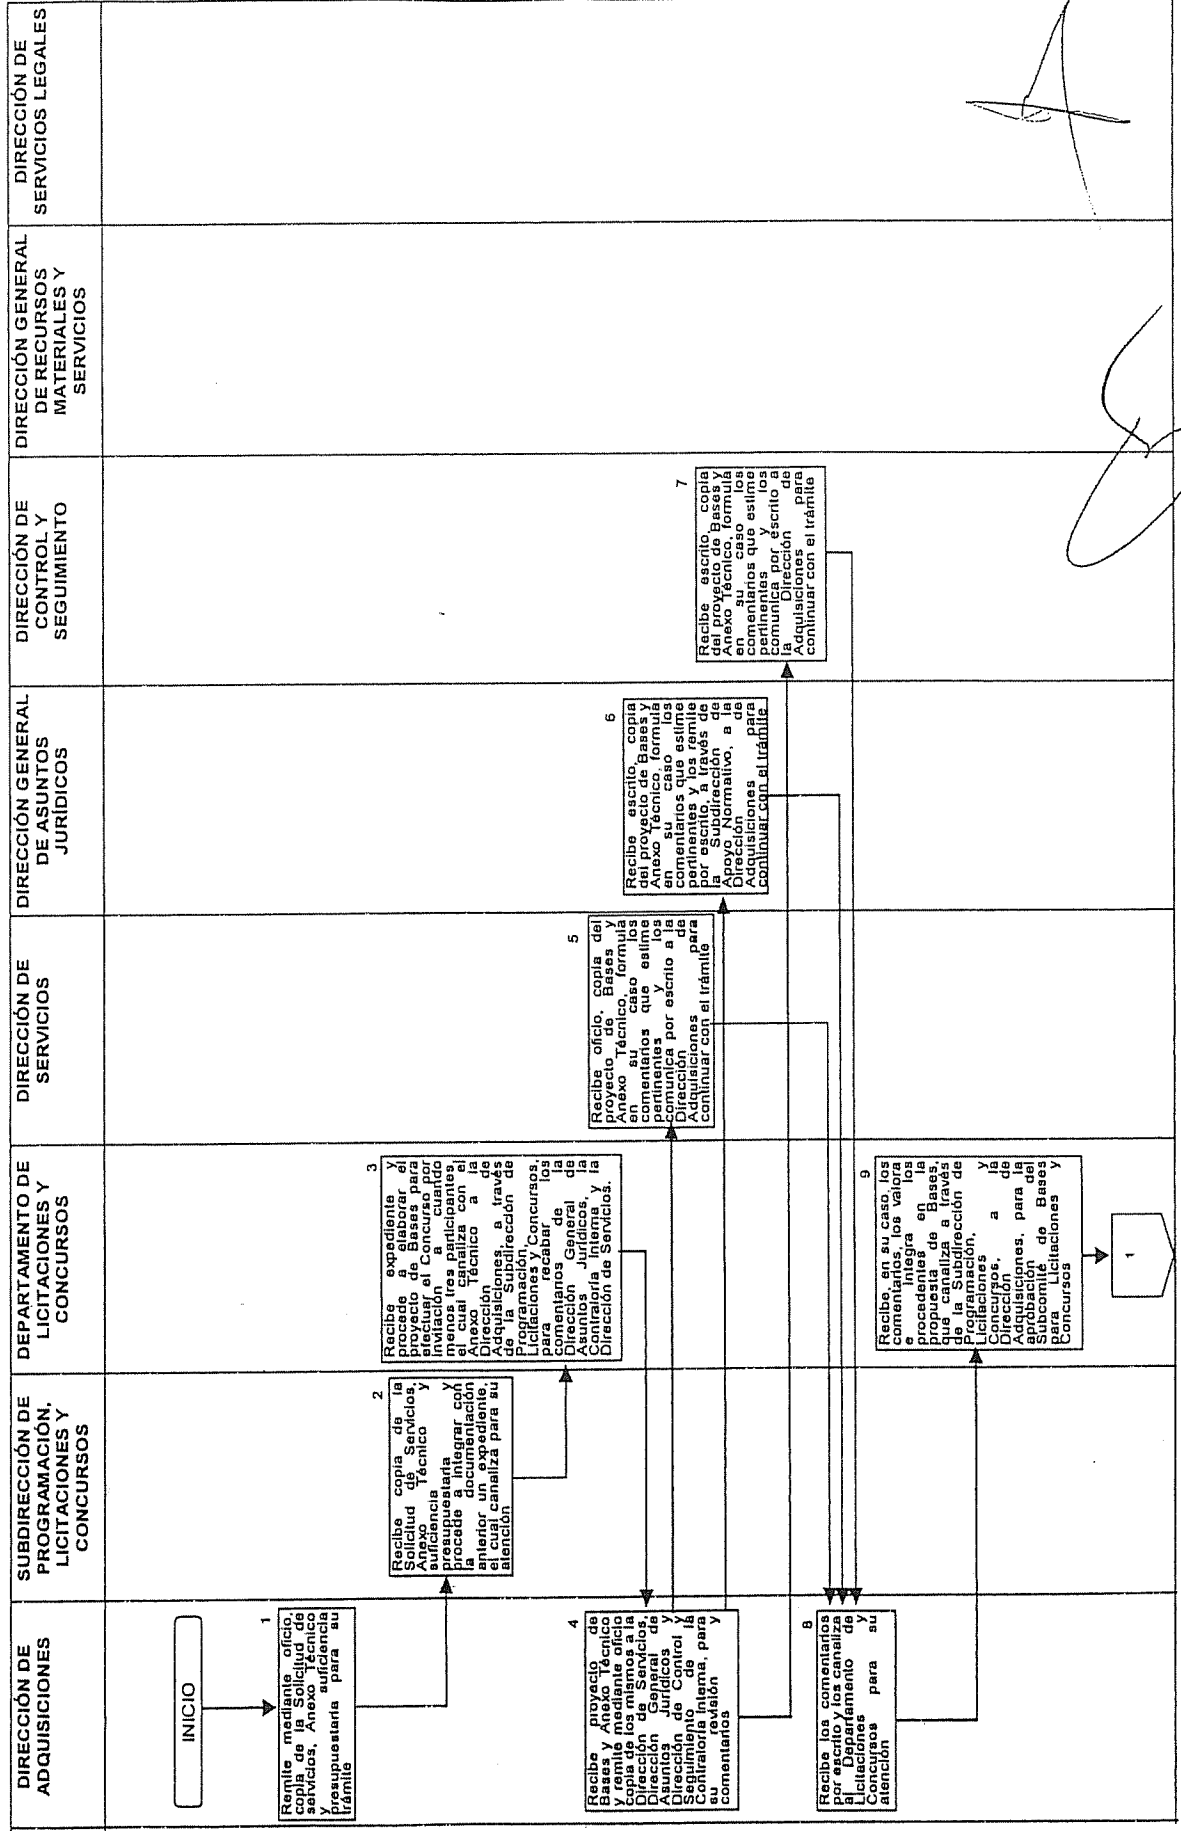 DIRECCIÓN DE
ADQUISICIONES
SUBDIRECCIÓN DE
PROGRAMACIÓN,
LICITACIONES Y
CONCURSOS
DEPARTAMENTO DE
LICITACIONES Y
CONCURSOS
DIRECCIÓN DE
SERVICIOS
DIRECCIÓN GENERAL
DE ASUNTOS
JURÍDICOS
DIRECCIÓN DE
CONTROL Y
SEGUIMIENTO
DIRECCIÓN GENERAL
DE RECURSOS
MATERIALES Y
SERVICIOS
DIRECCIÓN DE
SERVICIOS LEGALES
INICIO
1
Remite mediante oficio,
copia de la Solicitud de
servicios, Anexo Técnico
y suficiencia
presupuestaria para su
trámite
2
Recibe copia de la
Solicitud de Servicios,
Anexo Técnico y
suficiencia
presupuestaria y
procede a integrar con
la documentación
anterior un expediente,
el cual canaliza para su
atención
3
Recibe expediente y
procede a elaborar el
proyecto de Bases para
efectuar el Concurso por
Invitación a cuando
menos tres participantes
el cual canaliza con el
Anexo Técnico a la
Dirección de
Adquisiciones, a través
de la Subdirección de
Programación,
Licitaciones y Concursos,
para recabar los
comentarios de la
Dirección General de
Asuntos Jurídicos, la
Contraloría Interna y la
Dirección de Servicios.
4
Recibe proyecto de
Bases y Anexo Técnico
y remite mediante oficio
copia de los mismos a la
Dirección de Servicios,
Dirección General de
Asuntos Jurídicos y
Dirección de Control y
Seguimiento de la
Contraloría Interna, para
su revisión y
comentarios
5
Recibe oficio, copia del
proyecto de Bases y
Anexo Técnico, formula
en su caso los
comentarios que estime
pertinentes y los
comunica por escrito a la
Dirección de
Adquisiciones para
continuar con el trámite
6
Recibe escrito, copia
del proyecto de Bases y
Anexo Técnico, formula
en su caso los
comentarios que estime
pertinentes y los remite
por escrito, a través de
la Subdirección de
Apoyo Normativo, a la
Dirección de
Adquisiciones para
continuar con el trámite
7
Recibe escrito, copia
del proyecto de Bases y
Anexo Técnico, formula
en su caso los
comentarios que estime
pertinentes y los
comunica por escrito a
la Dirección de
Adquisiciones para
continuar con el trámite
8
Recibe los comentarios
por escrito y los canaliza
al Departamento de
Licitaciones y
Concursos para su
atención
9
Recibe, en su caso, los
comentarios, los valora
e integra los
procedentes en la
propuesta de Bases,
que canaliza a través
de la Subdirección de
Programación,
Licitaciones y
Concursos, a la
Dirección de
Adquisiciones, para la
aprobación del
Subcomité de Bases
para Licitaciones y
Concursos
1